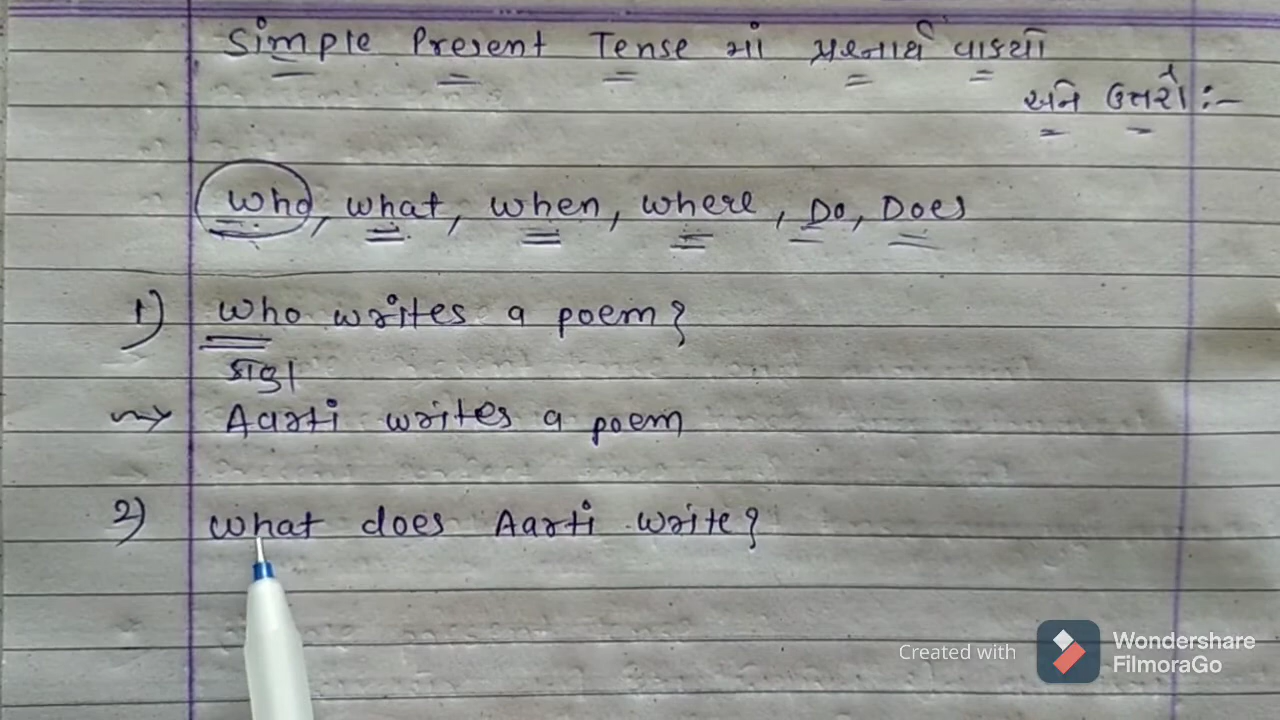 Simple Present Tense માં પ્રશ્નાર્થ વાક્યો
અને ઉત્તરો :-
Who, what, when, where, Do, Does
1) Who writes a poem?
કોણ
Aarti writes a poem
2) What does Aarti write?
Created with Wondershare FilmoraGo